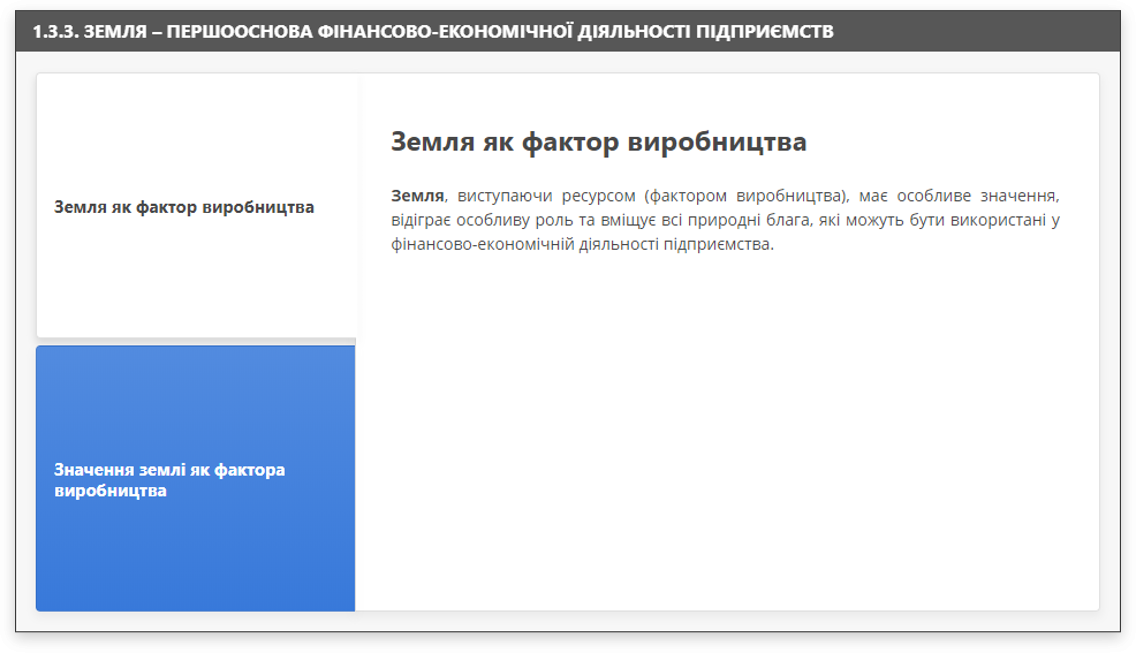 1.3.3. ЗЕМЛЯ – ПЕРШООСНОВА ФІНАНСОВО-ЕКОНОМІЧНОЇ ДІЯЛЬНОСТІ ПІДПРИЄМСТВ
Земля як фактор виробництва
Значення землі як фактора
виробництва
Земля як фактор виробництва
Земля, виступаючи ресурсом (фактором виробництва), має особливе значення,
відіграє особливу роль та вміщує всі природні блага, які можуть бути використані у
фінансово-економічній діяльності підприємства.